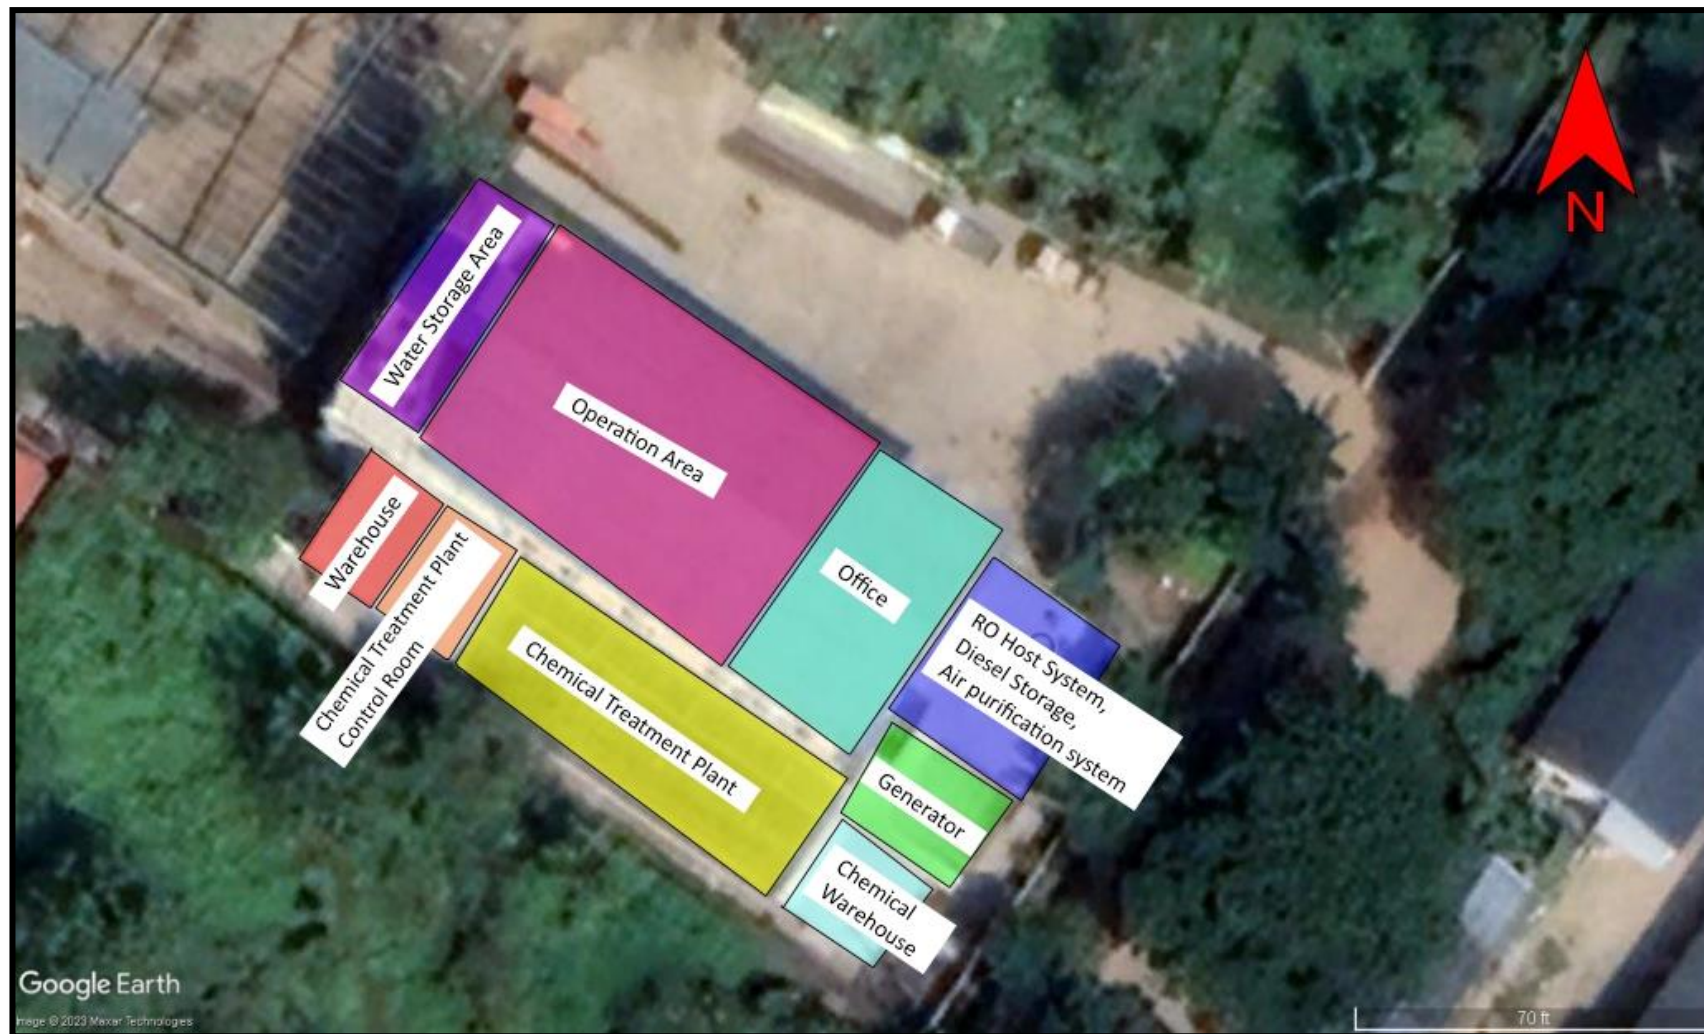 N
Water Storage Area
Operation Area
Warehouse
Chemical Treatment Plant
Control Room
Office
RO Host System,
Diesel Storage,
Air purification system
Chemical Treatment Plant
Generator
Chemical
Warehouse
Google Earth
Image © 2023 Maxar Technologies
70 ft